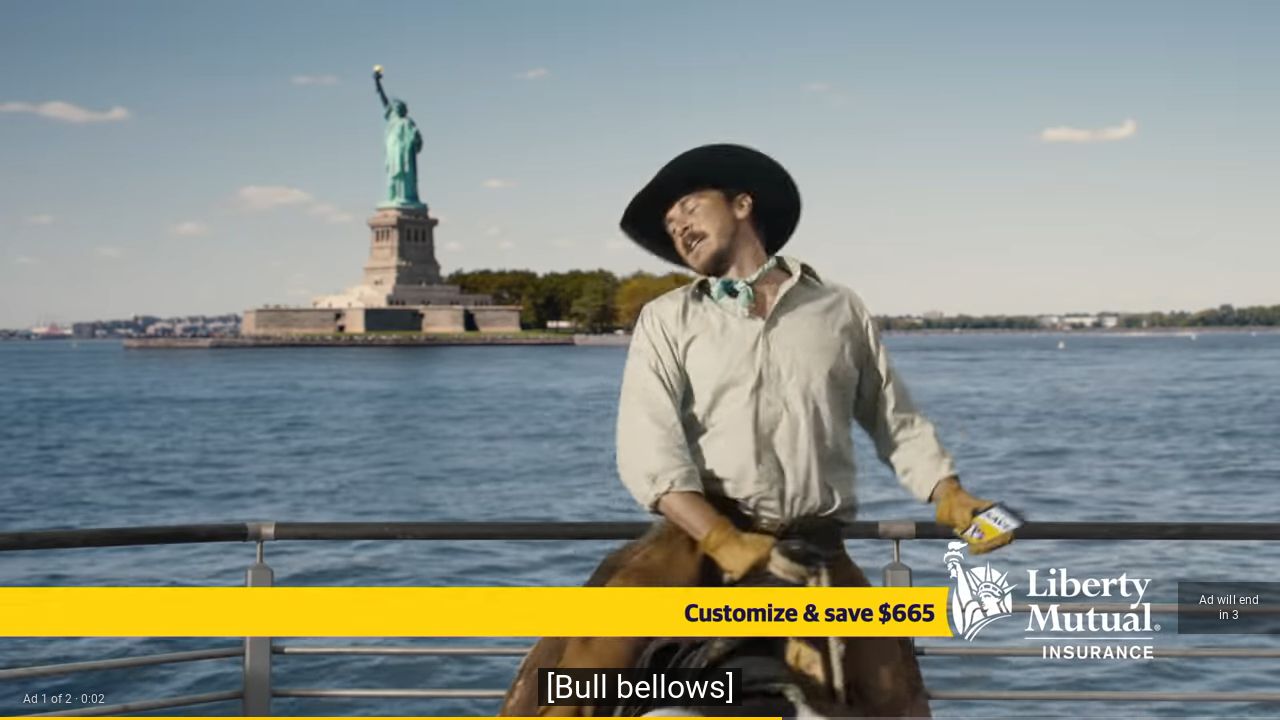 SAVE
Customize & save $665
Liberty
Mutual®
INSURANCE
Ad will end
in 3
[Bull bellows]
Ad 1 of 2 · 0:02